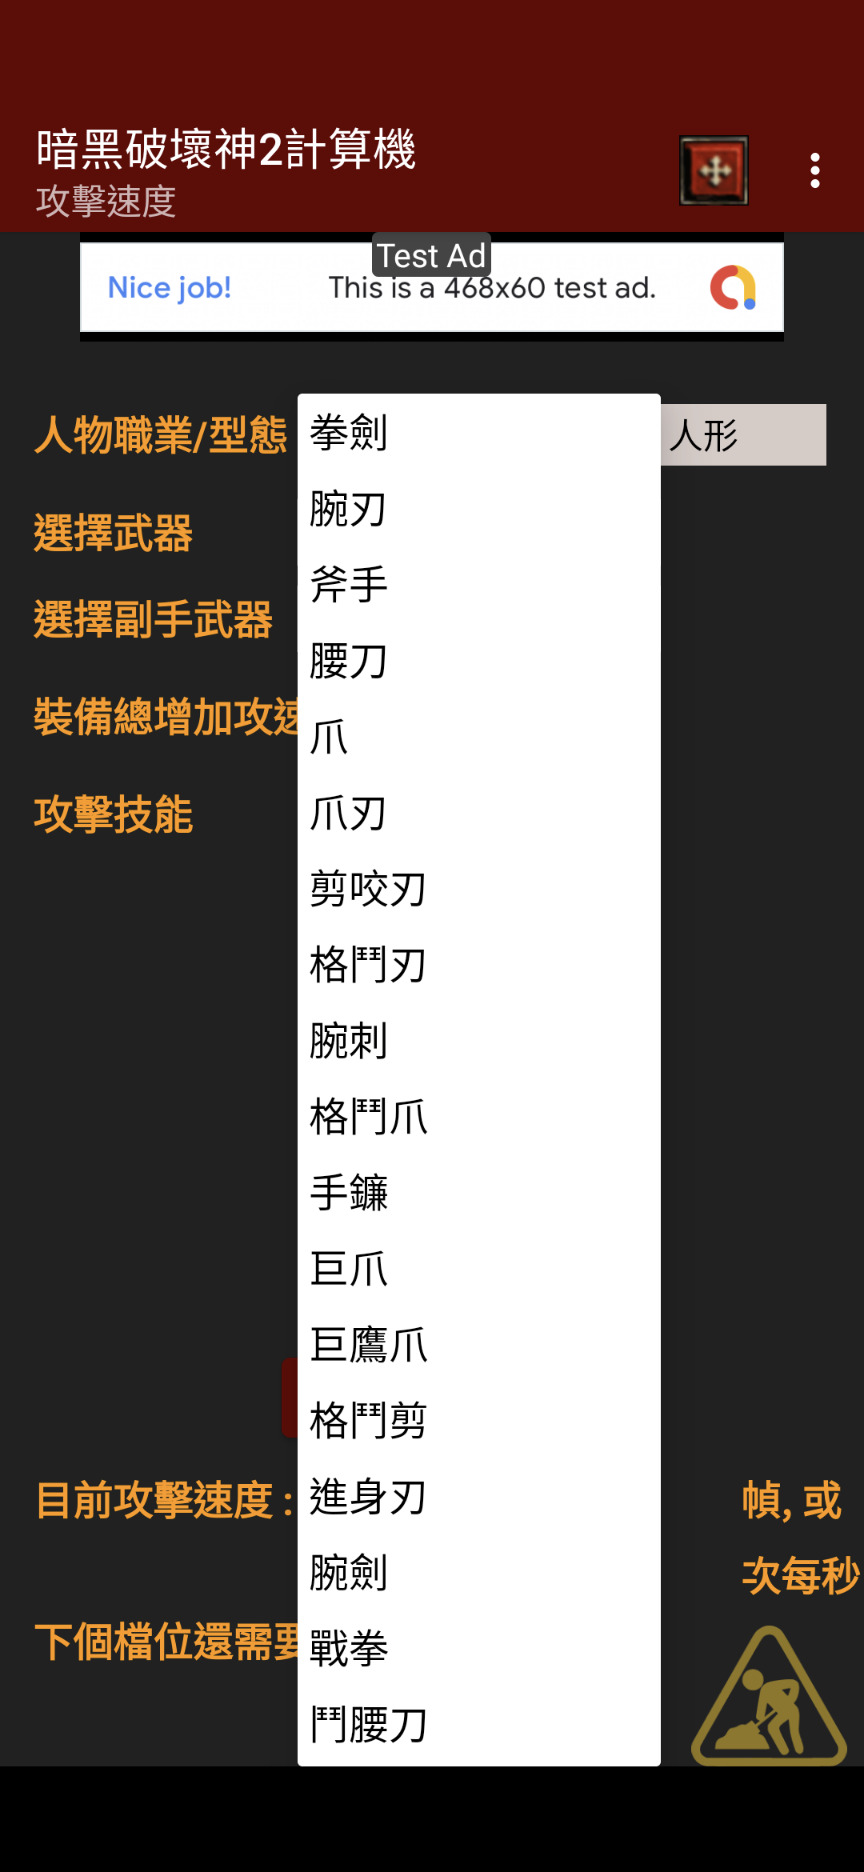 暗黑破壞神2計算機
攻擊速度
Test Ad
Nice job!
This is a 468x60 test ad.
人物職業/型態
人形
選擇武器
選擇副手武器
裝備總增加攻速
攻擊技能
拳劍
腕刃
斧手
腰刀
爪
爪刃
剪咬刃
格鬥刃
腕刺
格鬥爪
手鐮
巨爪
巨鷹爪
格鬥剪
進身刃
腕劍
戰拳
鬥腰刀
目前攻擊速度 :
幀, 或
次每秒
下個檔位還需要